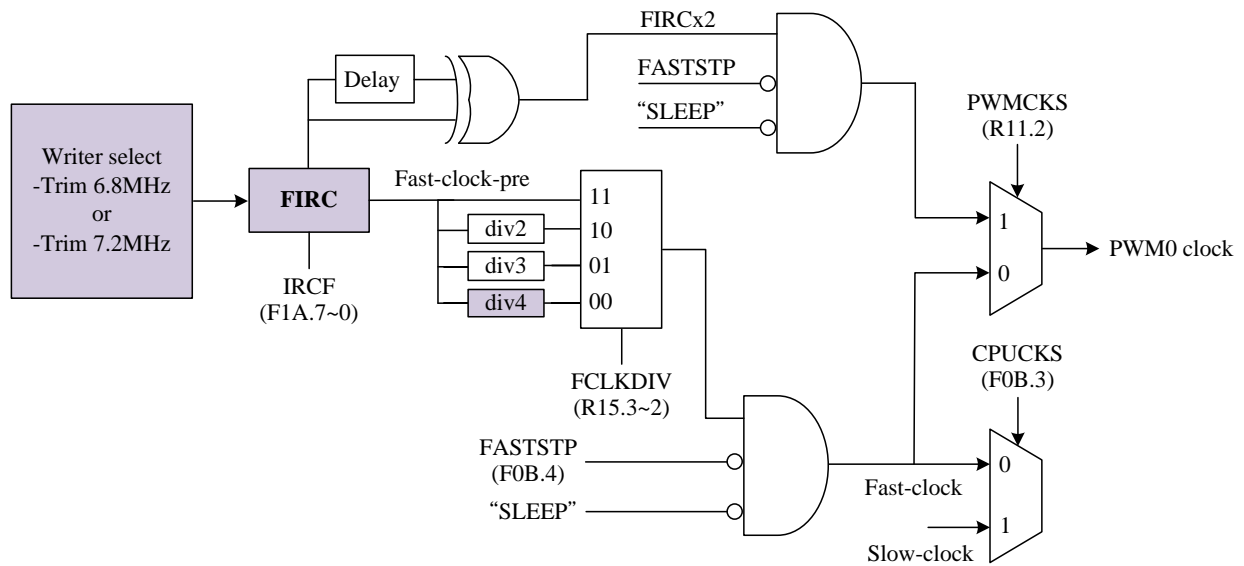 FIRCx2
Delay
FASTSTP
“SLEEP”
PWMCKS
(R11.2)
Writer select
-Trim 6.8MHz
or
-Trim 7.2MHz
FIRC
Fast-clock-pre
11
div2
10
div3
01
div4
00
IRCF
(F1A.7~0)
1
0
PWM0 clock
FCLKDIV
(R15.3~2)
CPUCKS
(F0B.3)
FASTSTP
(F0B.4)
“SLEEP”
Fast-clock
0
1
Slow-clock